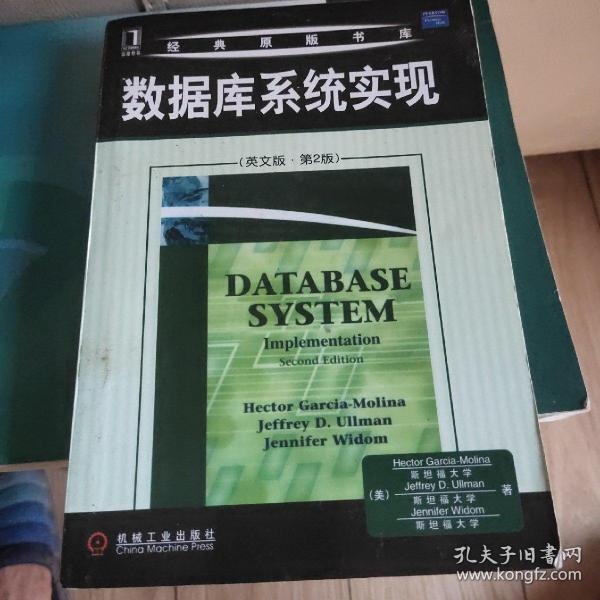 经典原版书库
数据库系统实现
(英文版·第2版)
DATABASE
SYSTEM
Implementation
Second Edition
Hector Garcia-Molina
Jeffrey D. Ullman
Jennifer Widom
Hector Garcia-Molina
斯坦福大学
Jeffrey D. Ullman
(美) 斯坦福大学 著
Jennifer Widom
斯坦福大学
机械工业出版社
China Machine Press
孔夫子旧书网
www.kongfz.com